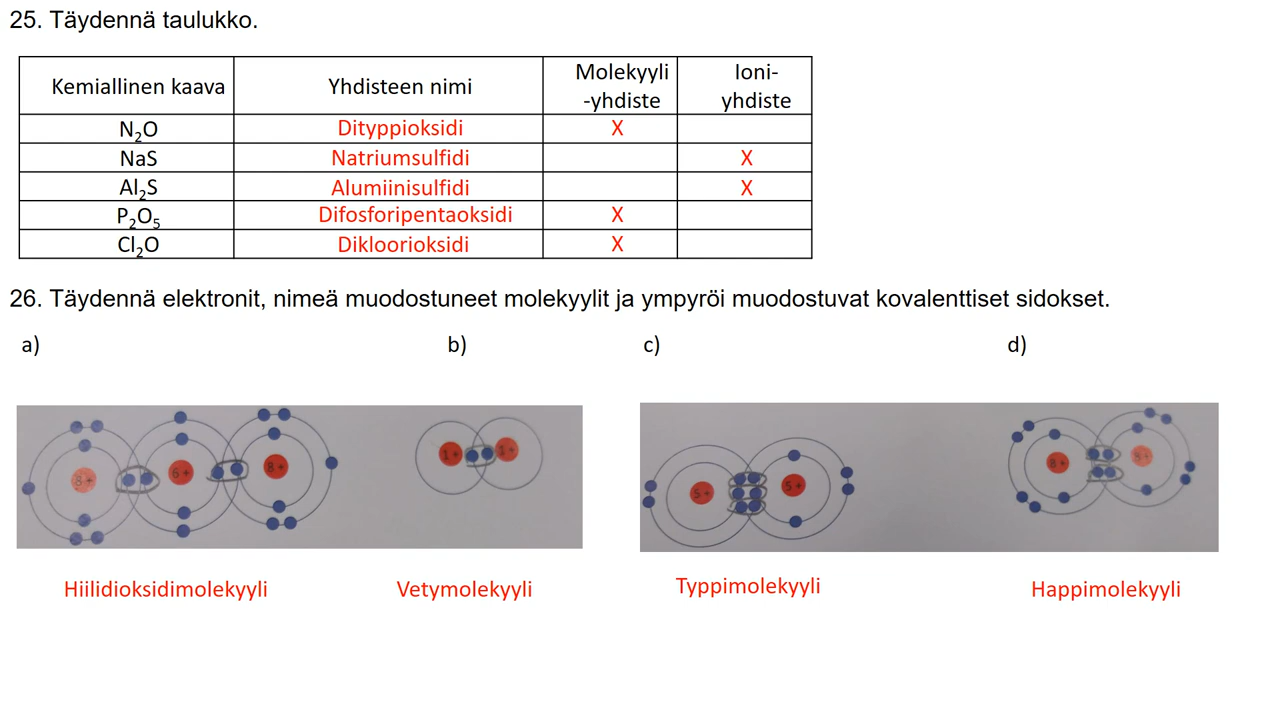 25. Täydennä taulukko.
Kemiallinen kaava Yhdisteen nimi Molekyyli -yhdiste Ioni- yhdiste
N₂O Dityppioksidi X
NaS Natriumsulfidi X
Al₂S Alumiinisulfidi X
P₂O₅ Difosforipentaoksidi X
Cl₂O Dikloorioksidi X
26. Täydennä elektronit, nimeä muodostuneet molekyylit ja ympyröi muodostuvat kovalenttiset sidokset.
a) b) c) d)
8+ 6+ 8+ 1+ 1+ 5+ 5+ 8+ 8+
Hiilidioksidimolekyyli Vetymolekyyli Typpimolekyyli Happimolekyyli